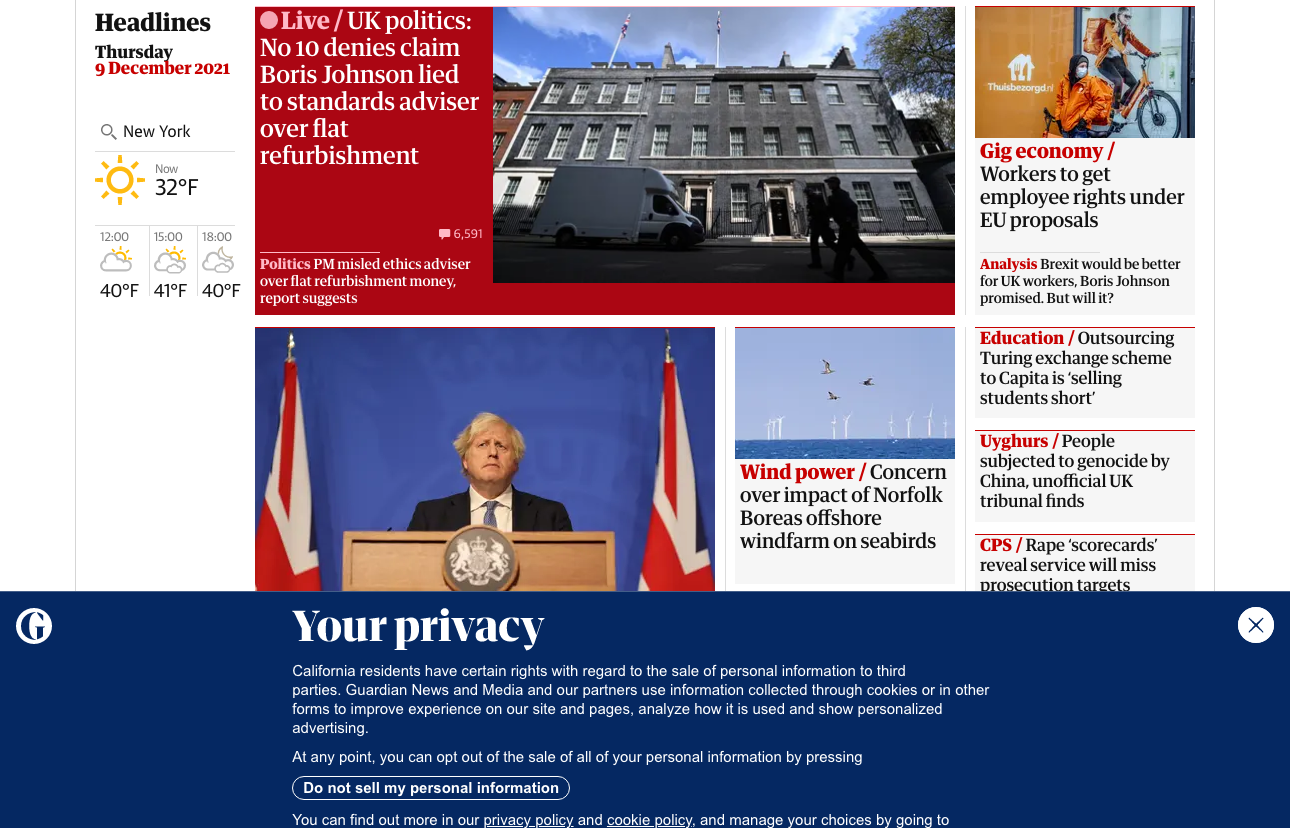 Headlines
Thursday
9 December 2021
New York
Now
32°F
12:00
15:00
18:00
40°F
41°F
40°F
Live / UK politics:
No 10 denies claim
Boris Johnson lied
to standards adviser
over flat
refurbishment
6,591
Politics PM misled ethics adviser
over flat refurbishment money,
report suggests
Thuisbezorgd.nl
Gig economy /
Workers to get
employee rights under
EU proposals
Analysis Brexit would be better
for UK workers, Boris Johnson
promised. But will it?
Wind power / Concern
over impact of Norfolk
Boreas offshore
windfarm on seabirds
Education / Outsourcing
Turing exchange scheme
to Capita is ‘selling
students short’
Uyghurs / People
subjected to genocide by
China, unofficial UK
tribunal finds
CPS / Rape ‘scorecards’
reveal service will miss
prosecution targets
G
Your privacy
California residents have certain rights with regard to the sale of personal information to third
parties. Guardian News and Media and our partners use information collected through cookies or in other
forms to improve experience on our site and pages, analyze how it is used and show personalized
advertising.
At any point, you can opt out of the sale of all of your personal information by pressing
Do not sell my personal information
You can find out more in our privacy policy and cookie policy, and manage your choices by going to